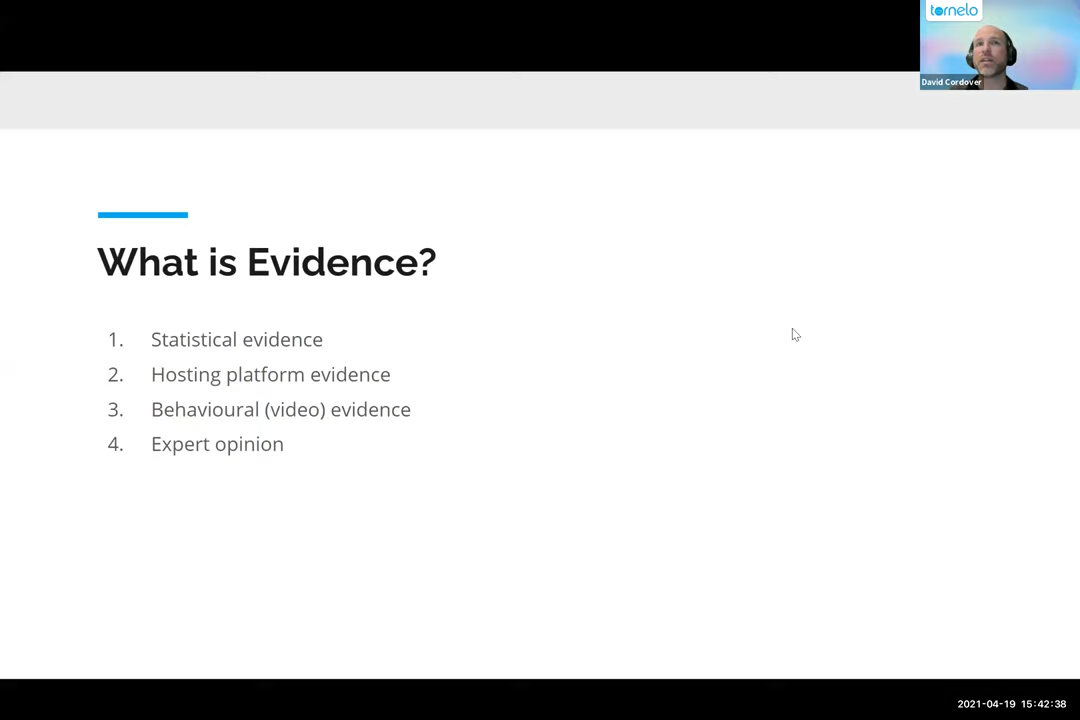 tornelo
David Cordover
What is Evidence?
1. Statistical evidence
2. Hosting platform evidence
3. Behavioural (video) evidence
4. Expert opinion
2021-04-19 15:42:38